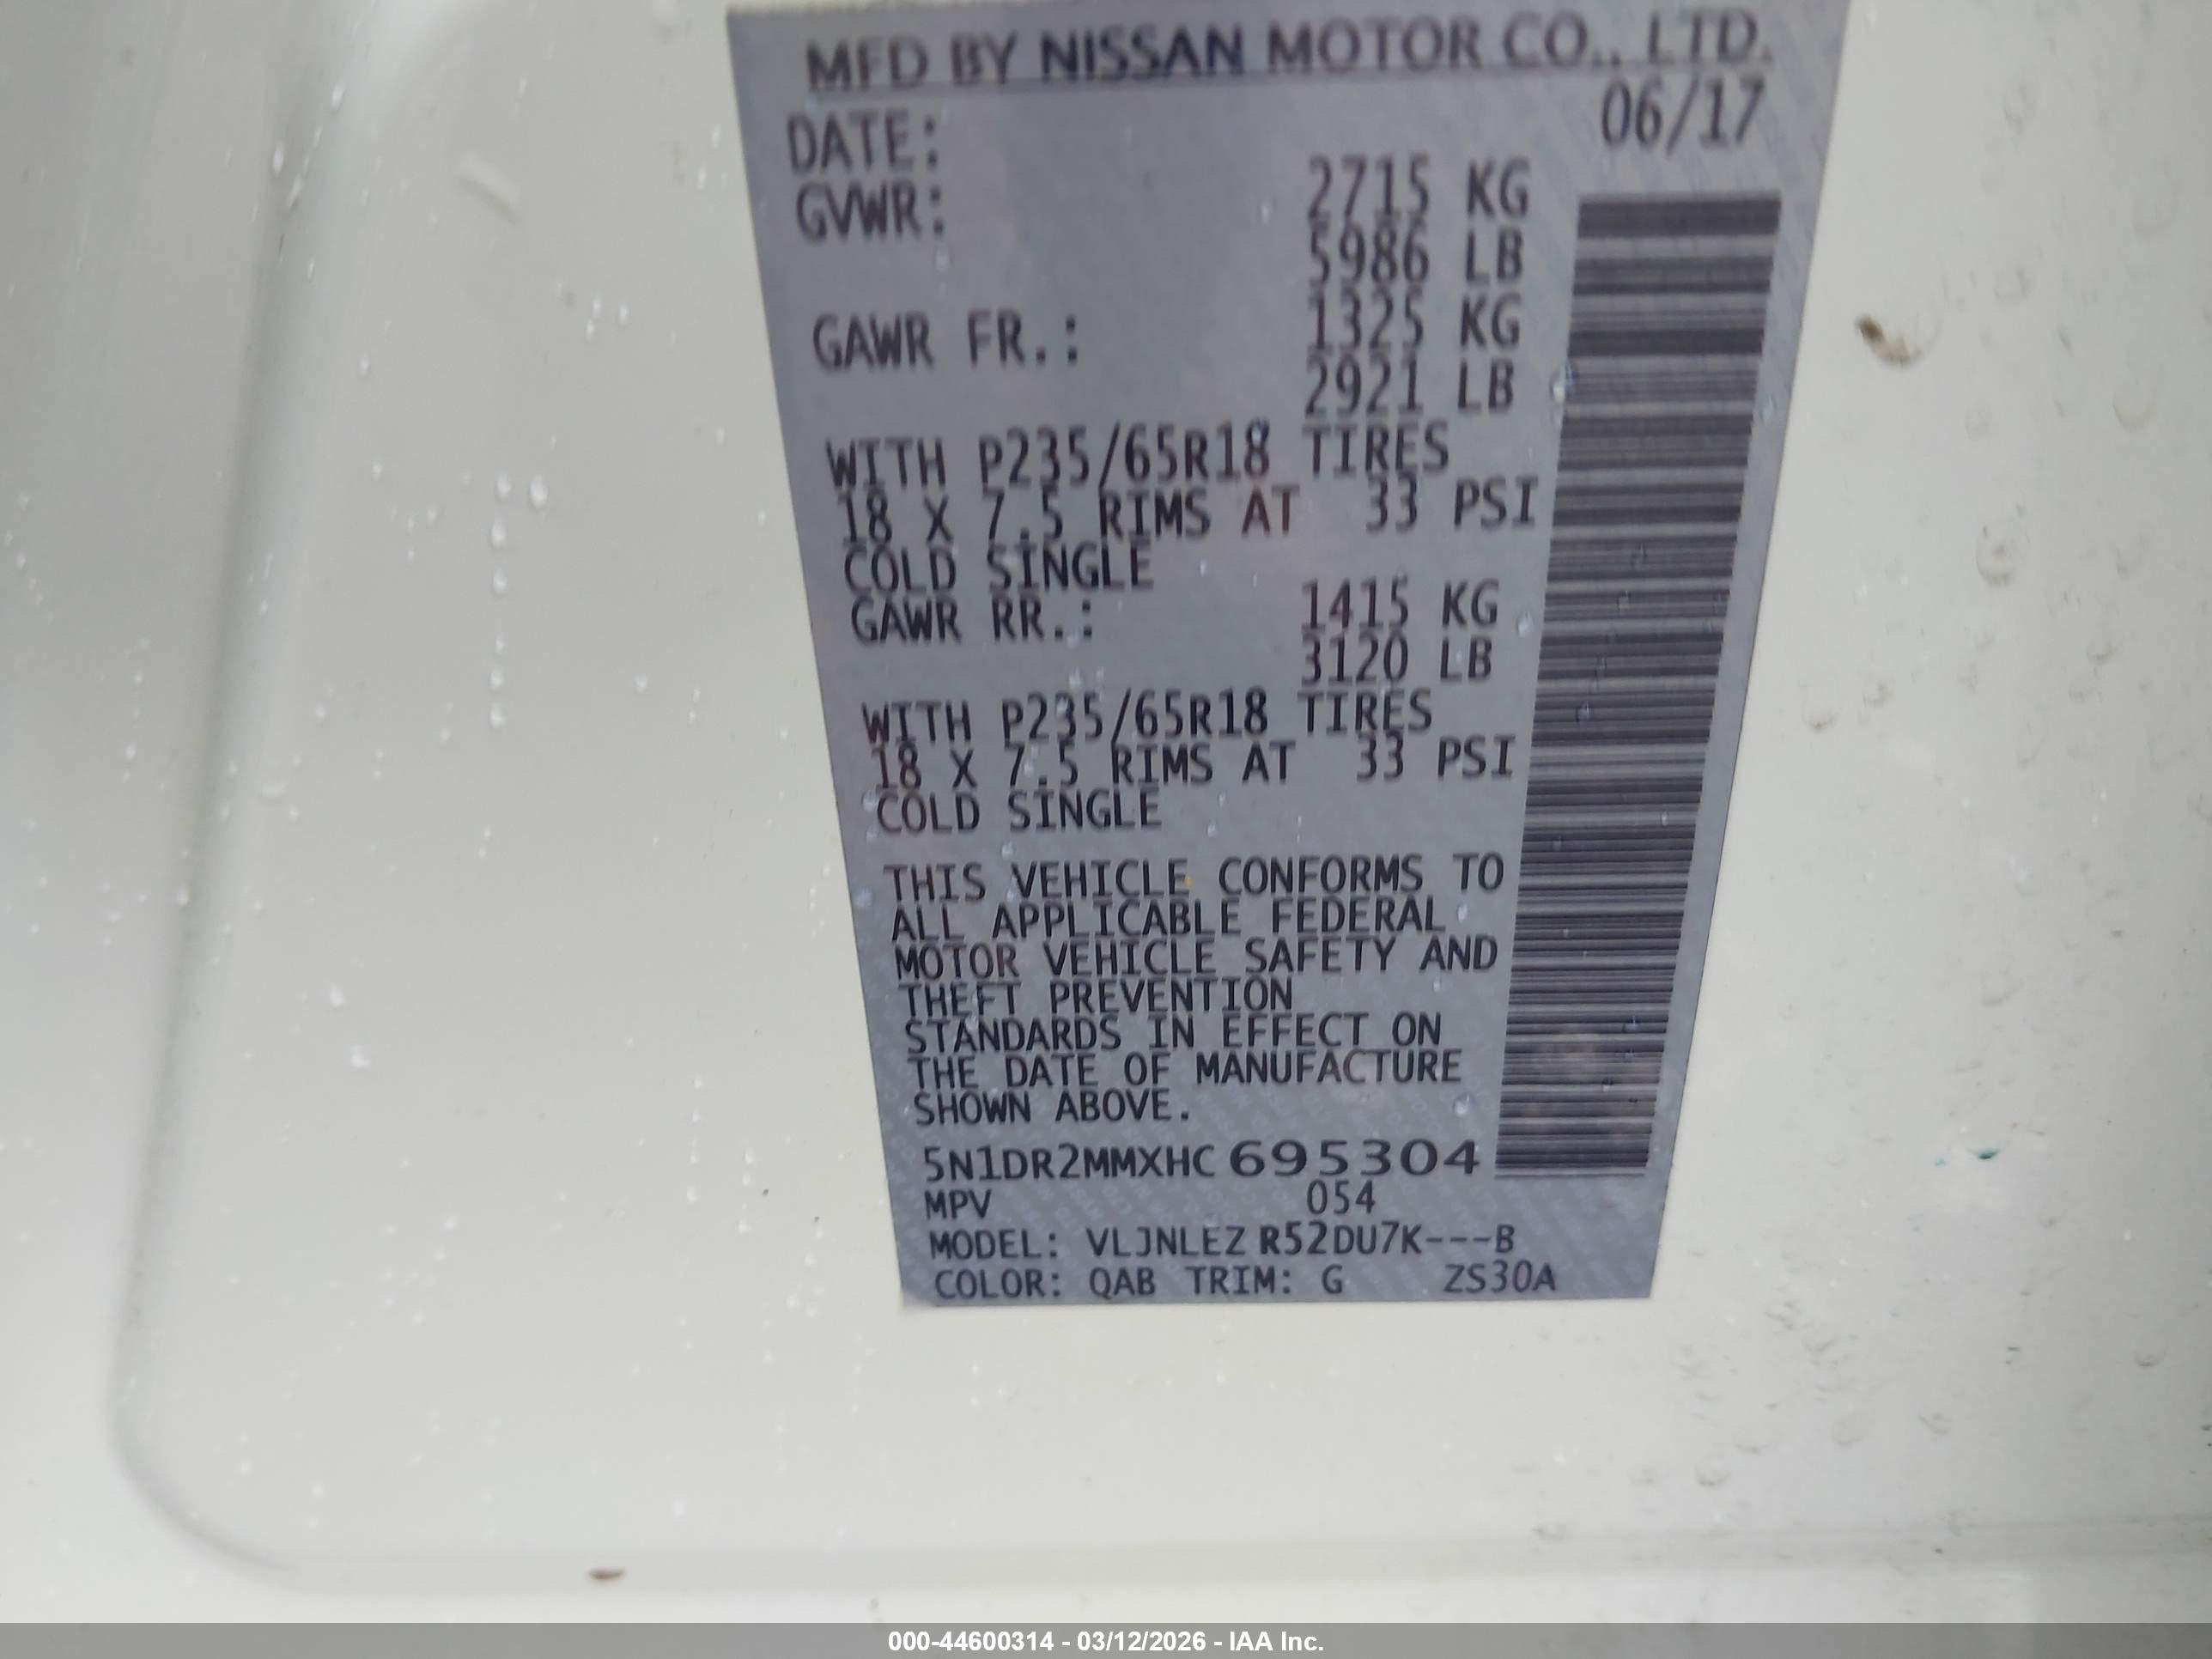 MFD BY NISSAN MOTOR CO., LTD.
DATE: 06/17
GVWR: 2715 KG
5986 LB
GAWR FR.: 1325 KG
2921 LB
WITH P235/65R18 TIRES
18 X 7.5 RIMS AT 33 PSI
COLD SINGLE
GAWR RR.: 1415 KG
3120 LB
WITH P235/65R18 TIRES
18 X 7.5 RIMS AT 33 PSI
COLD SINGLE
THIS VEHICLE CONFORMS TO
ALL APPLICABLE FEDERAL
MOTOR VEHICLE SAFETY AND
THEFT PREVENTION
STANDARDS IN EFFECT ON
THE DATE OF MANUFACTURE
SHOWN ABOVE.
5N1DR2MMXHC695304
MPV 054
MODEL: VLJNLEZ R52DU7K---B
COLOR: QAB TRIM: G ZS30A
000-44600314 - 03/12/2026 - IAA Inc.